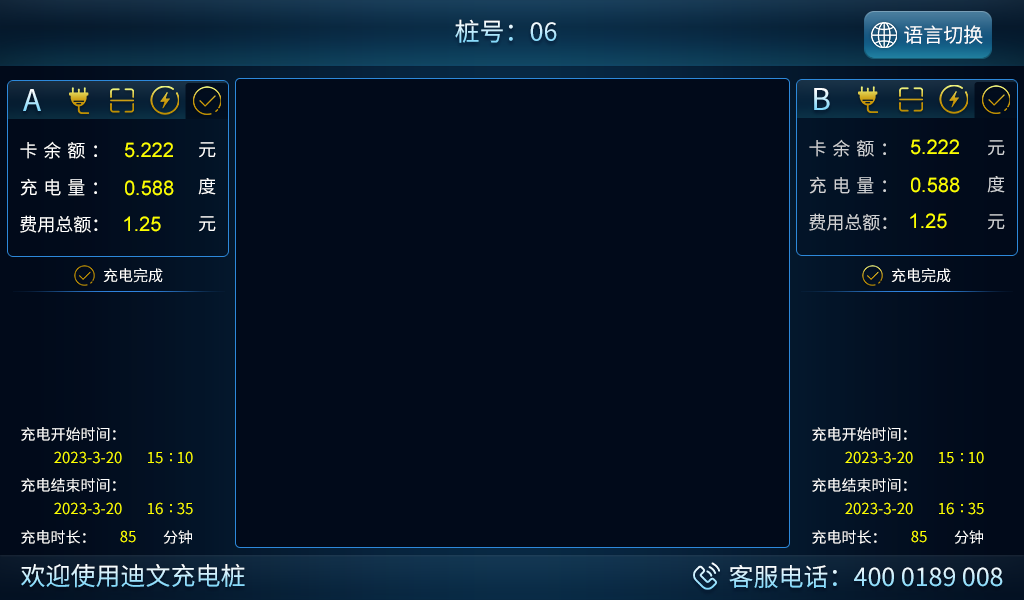 桩号：06
语言切换
A
卡余额： 5.222 元
充电量： 0.588 度
费用总额： 1.25 元
充电完成
充电开始时间：
2023-3-20 15：10
充电结束时间：
2023-3-20 16：35
充电时长： 85 分钟
B
卡余额： 5.222 元
充电量： 0.588 度
费用总额： 1.25 元
充电完成
充电开始时间：
2023-3-20 15：10
充电结束时间：
2023-3-20 16：35
充电时长： 85 分钟
欢迎使用迪文充电桩
客服电话：400 0189 008